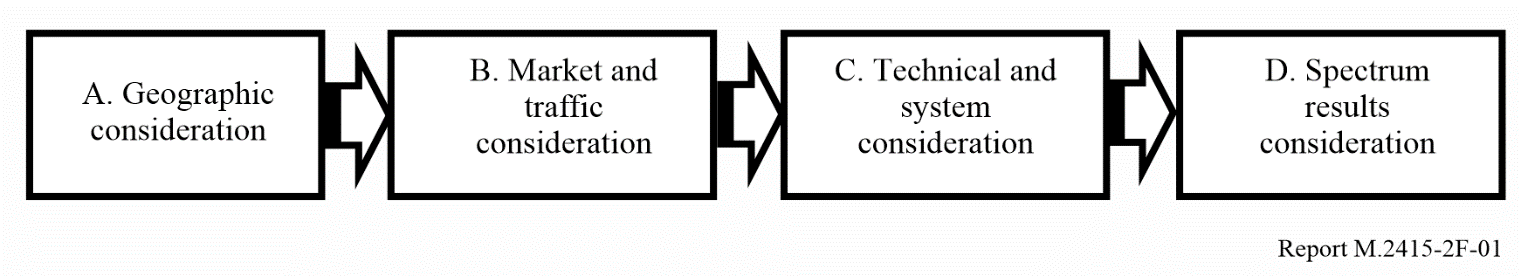 A. Geographic
consideration
B. Market and
traffic
consideration
C. Technical and
system
consideration
D. Spectrum
results
consideration
Report M.2415-2F-01